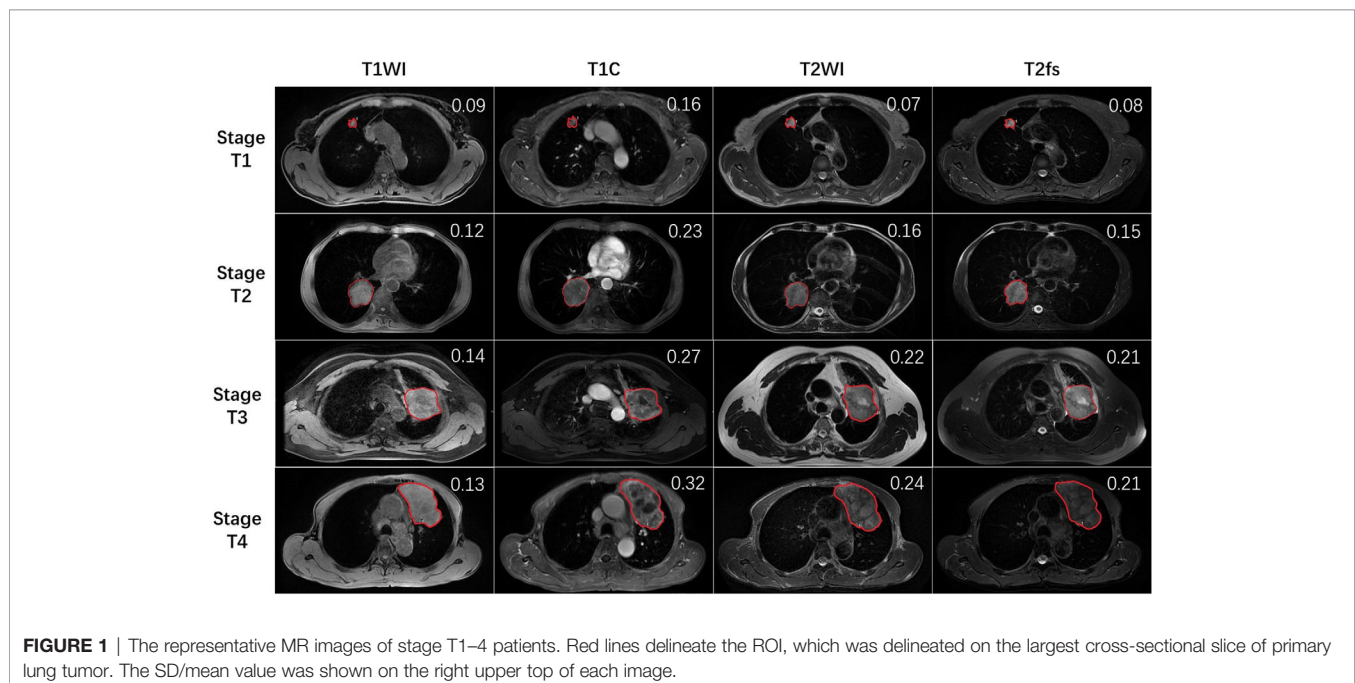 T1WI T1C T2WI T2fs
Stage
T1
0.09 0.16 0.07 0.08
Stage
T2
0.12 0.23 0.16 0.15
Stage
T3
0.14 0.27 0.22 0.21
Stage
T4
0.13 0.32 0.24 0.21
FIGURE 1 | The representative MR images of stage T1–4 patients. Red lines delineate the ROI, which was delineated on the largest cross-sectional slice of primary
lung tumor. The SD/mean value was shown on the right upper top of each image.